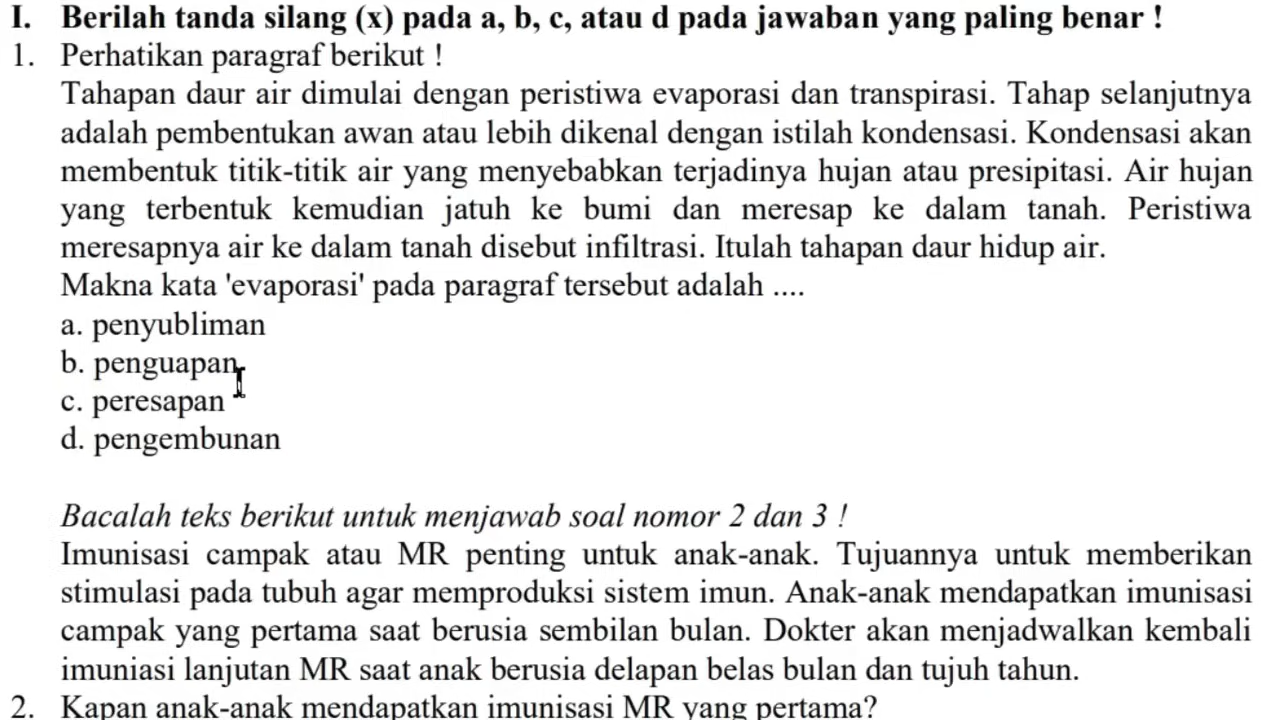 I. Berilah tanda silang (x) pada a, b, c, atau d pada jawaban yang paling benar !
1. Perhatikan paragraf berikut !
Tahapan daur air dimulai dengan peristiwa evaporasi dan transpirasi. Tahap selanjutnya
adalah pembentukan awan atau lebih dikenal dengan istilah kondensasi. Kondensasi akan
membentuk titik-titik air yang menyebabkan terjadinya hujan atau presipitasi. Air hujan
yang terbentuk kemudian jatuh ke bumi dan meresap ke dalam tanah. Peristiwa
meresapnya air ke dalam tanah disebut infiltrasi. Itulah tahapan daur hidup air.
Makna kata 'evaporasi' pada paragraf tersebut adalah ....
a. penyubliman
b. penguapan
c. peresapan
d. pengembunan
Bacalah teks berikut untuk menjawab soal nomor 2 dan 3 !
Imunisasi campak atau MR penting untuk anak-anak. Tujuannya untuk memberikan
stimulasi pada tubuh agar memproduksi sistem imun. Anak-anak mendapatkan imunisasi
campak yang pertama saat berusia sembilan bulan. Dokter akan menjadwalkan kembali
imuniasi lanjutan MR saat anak berusia delapan belas bulan dan tujuh tahun.
2. Kapan anak-anak mendapatkan imunisasi MR yang pertama?